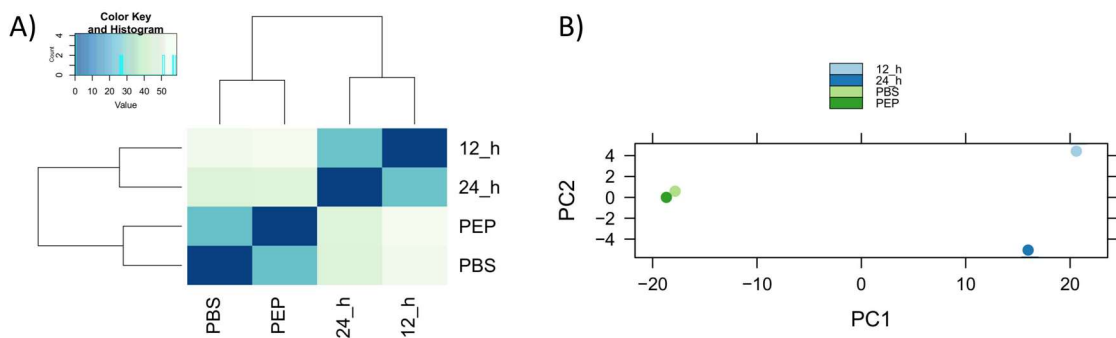 A)
Color Key
and Histogram
Count
0 2 4
0 10 20 30 40 50
Value
12_h
24_h
PEP
PBS
PBS PEP 24_h 12_h
B)
12_h
24_h
PBS
PEP
PC2
4
2
0
−2
−4
−20 −10 0 10 20
PC1